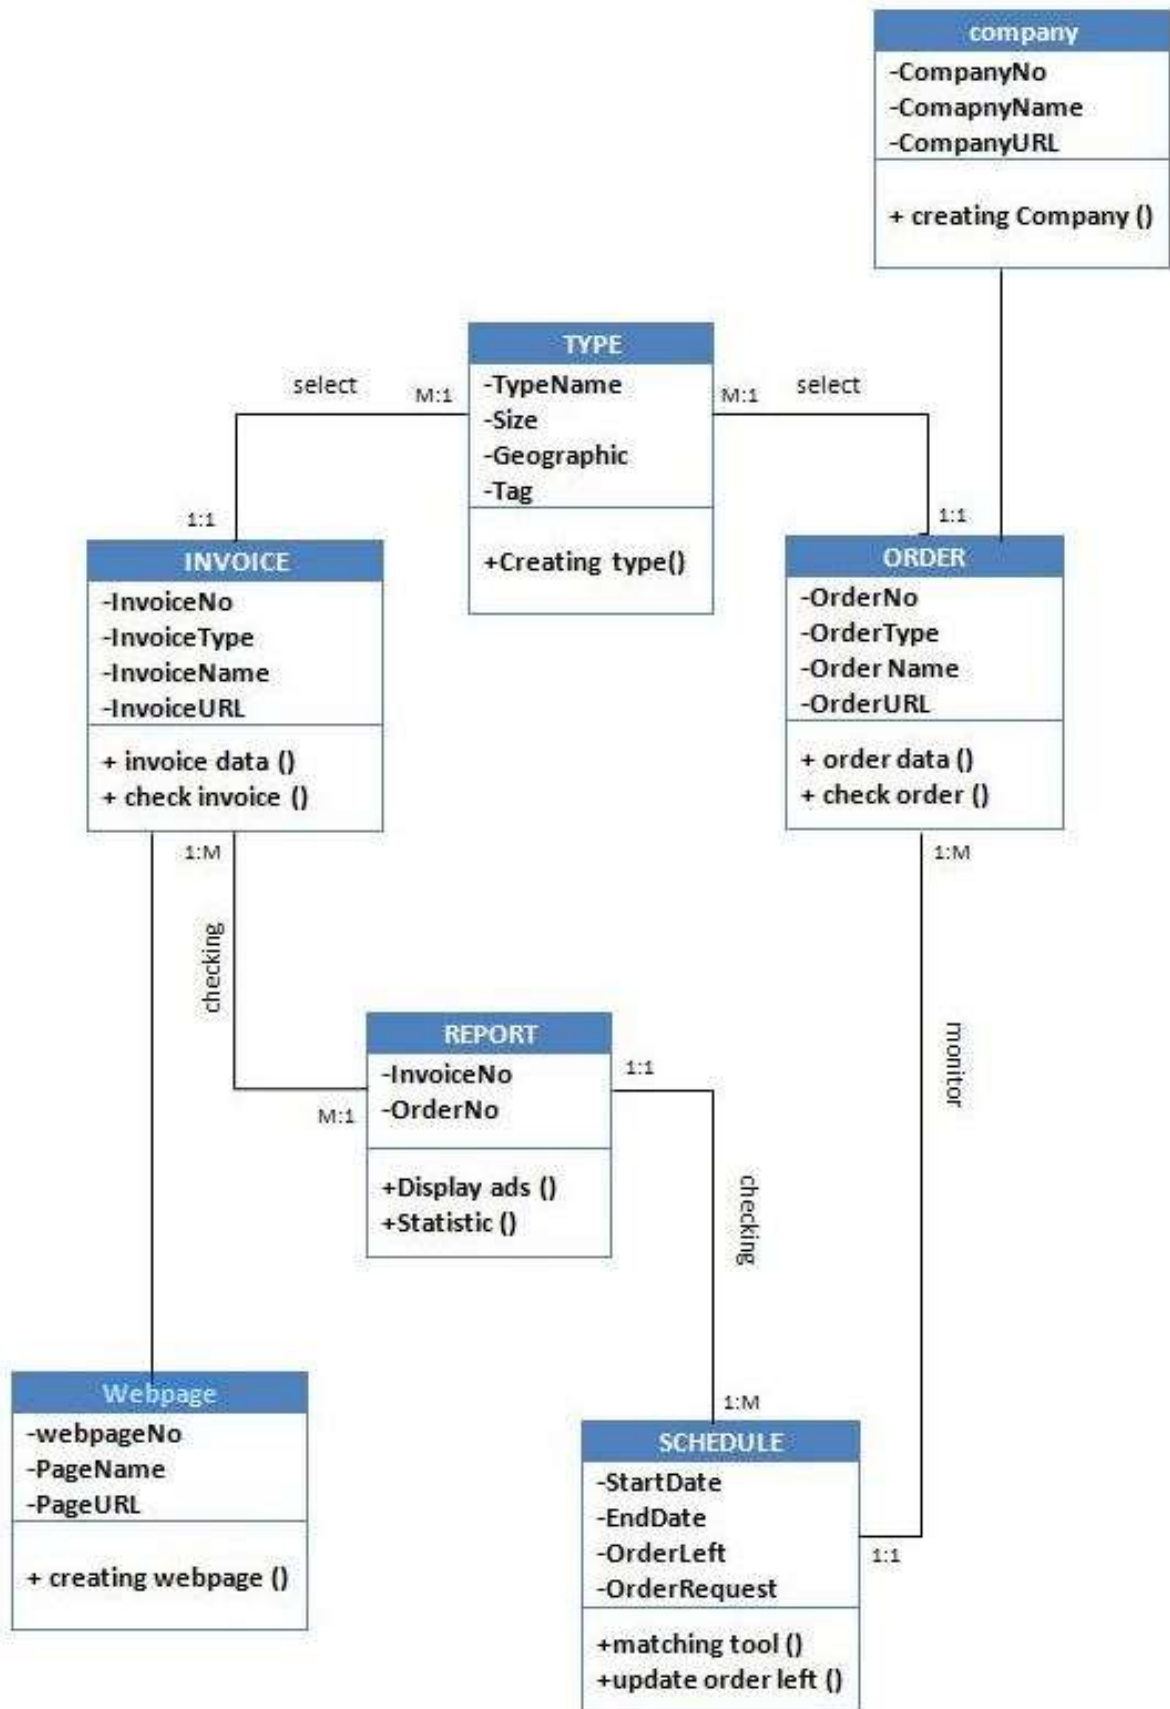 company
-CompanyNo
-ComapnyName
-CompanyURL
+ creating Company ()
TYPE
-TypeName
-Size
-Geographic
-Tag
+Creating type()
select
M:1
M:1
select
1:1
1:1
INVOICE
-InvoiceNo
-InvoiceType
-InvoiceName
-InvoiceURL
+ invoice data ()
+ check invoice ()
ORDER
-OrderNo
-OrderType
-Order Name
-OrderURL
+ order data ()
+ check order ()
1:M
1:M
checking
monitor
REPORT
-InvoiceNo
-OrderNo
+Display ads ()
+Statistic ()
1:1
M:1
checking
1:M
Webpage
-webpageNo
-PageName
-PageURL
+ creating webpage ()
SCHEDULE
-StartDate
-EndDate
-OrderLeft
-OrderRequest
+matching tool ()
+update order left ()
1:1